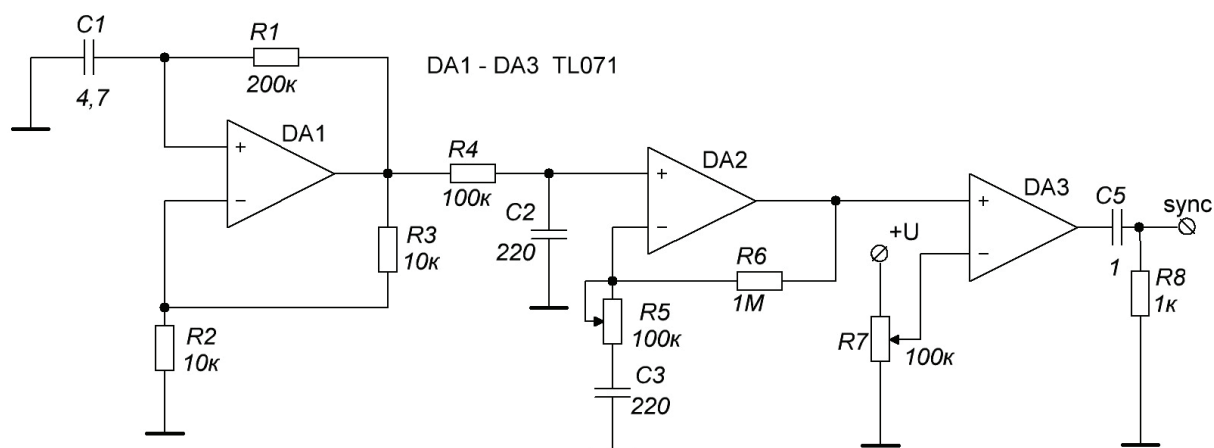 C1
4,7
R1
200к
DA1 - DA3 TL071
DA1
+
−
R2
10к
R3
10к
R4
100к
C2
220
DA2
+
−
R6
1М
R5
100к
C3
220
+U
R7
100к
DA3
+
−
C5
1
sync
R8
1к